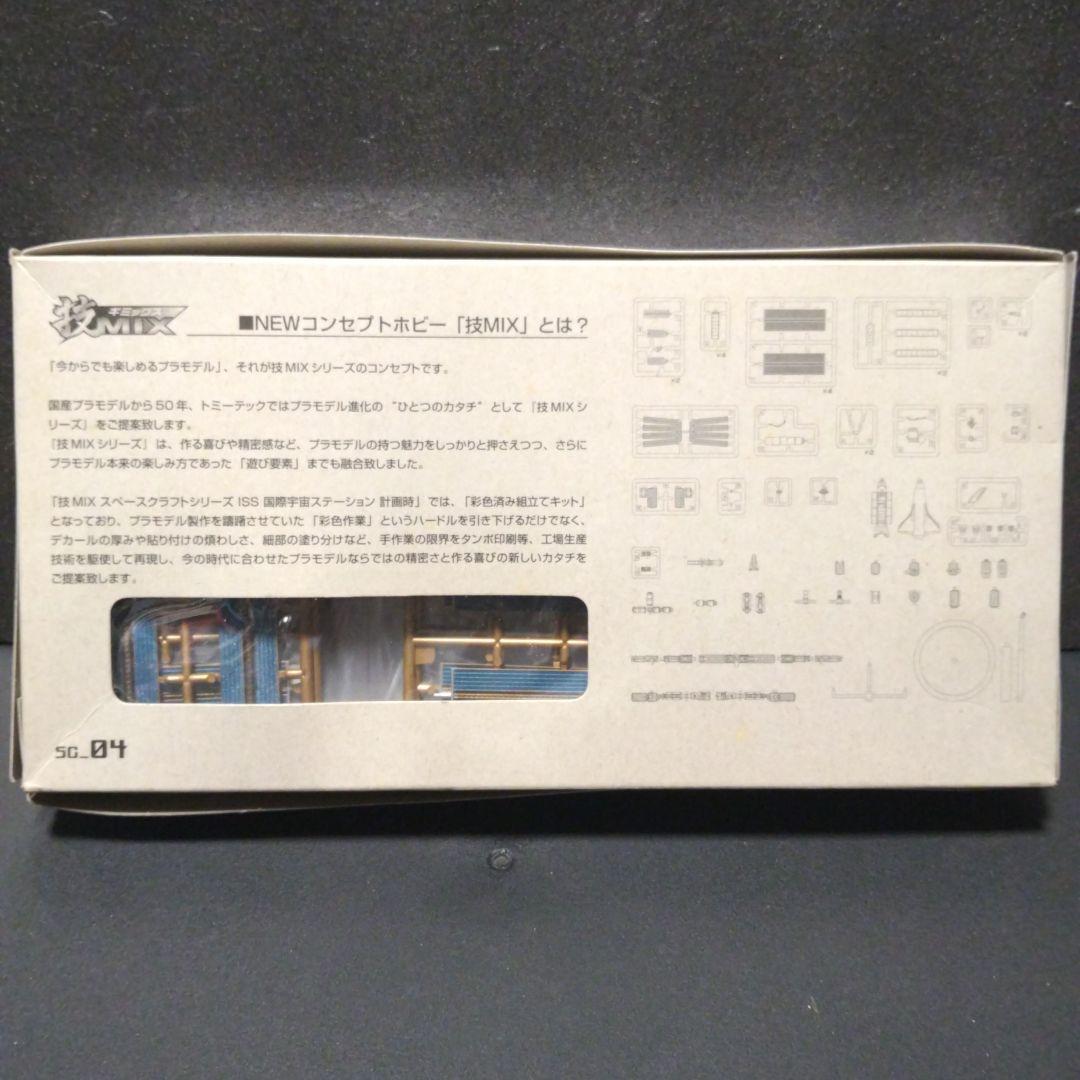 技MIX ギミックス
■NEWコンセプトホビー「技MIX」とは？
「今からでも楽しめるプラモデル」、それが技MIXシリーズのコンセプトです。
国産プラモデルから50年、トミーテックではプラモデル進化の“ひとつのカタチ”として『技MIXシ
リーズ』をご提案致します。
『技MIXシリーズ』は、作る喜びや精密感など、プラモデルの持つ魅力をしっかりと押さえつつ、さらに
プラモデル本来の楽しみ方であった「遊び要素」までも融合致しました。
『技MIX スペースクラフトシリーズ ISS 国際宇宙ステーション 計画時』では、「彩色済み組立てキット」
となっており、プラモデル製作を躊躇させていた「彩色作業」というハードルを引き下げるだけでなく、
デカールの厚みや貼り付けの煩わしさ、細部の塗り分けなど、手作業の限界をタンポ印刷等、工場生産
技術を駆使して再現し、今の時代に合わせたプラモデルならではの精密さと作る喜びの新しいカタチを
ご提案致します。
SC_04